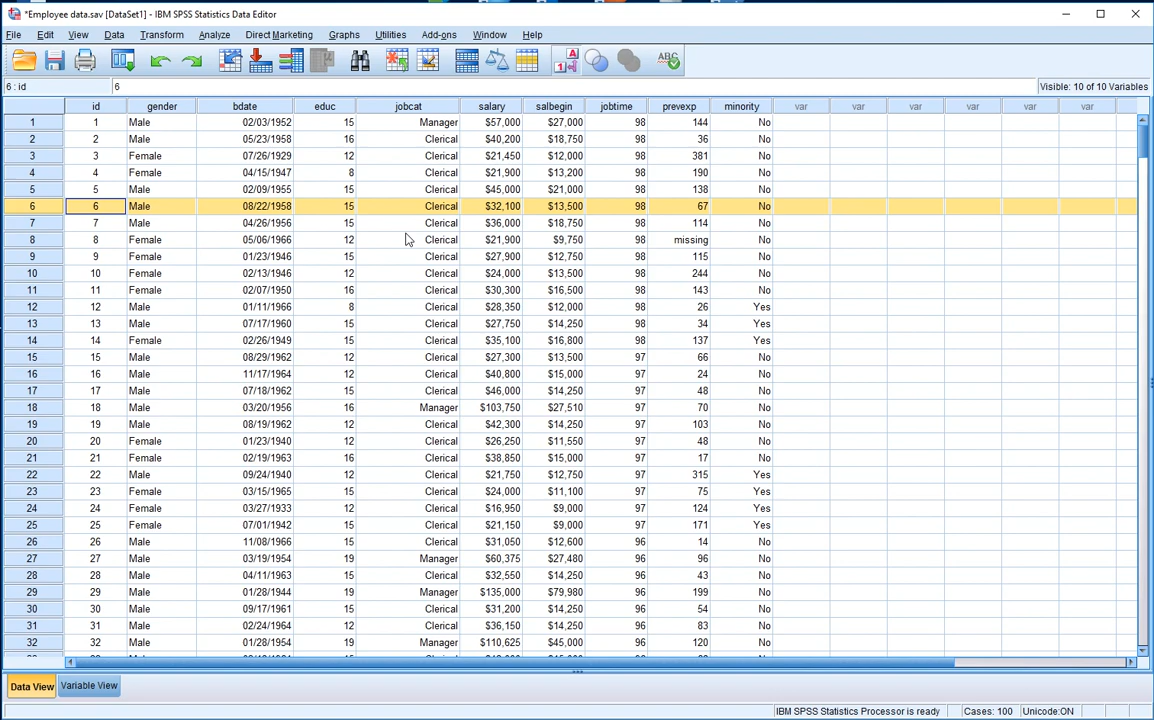 *Employee data.sav [DataSet1] - IBM SPSS Statistics Data Editor
File Edit View Data Transform Analyze Direct Marketing Graphs Utilities Add-ons Window Help
6 : id 6 Visible: 10 of 10 Variables
id gender bdate educ jobcat salary salbegin jobtime prevexp minority var var var var var var
1 1 Male 02/03/1952 15 Manager $57,000 $27,000 98 144 No
2 2 Male 05/23/1958 16 Clerical $40,200 $18,750 98 36 No
3 3 Female 07/26/1929 12 Clerical $21,450 $12,000 98 381 No
4 4 Female 04/15/1947 8 Clerical $21,900 $13,200 98 190 No
5 5 Male 02/09/1955 15 Clerical $45,000 $21,000 98 138 No
6 6 Male 08/22/1958 15 Clerical $32,100 $13,500 98 67 No
7 7 Male 04/26/1956 15 Clerical $36,000 $18,750 98 114 No
8 8 Female 05/06/1966 12 Clerical $21,900 $9,750 98 missing No
9 9 Female 01/23/1946 15 Clerical $27,900 $12,750 98 115 No
10 10 Female 02/13/1946 12 Clerical $24,000 $13,500 98 244 No
11 11 Female 02/07/1950 16 Clerical $30,300 $16,500 98 143 No
12 12 Male 01/11/1966 8 Clerical $28,350 $12,000 98 26 Yes
13 13 Male 07/17/1960 15 Clerical $27,750 $14,250 98 34 Yes
14 14 Female 02/26/1949 15 Clerical $35,100 $16,800 98 137 Yes
15 15 Male 08/29/1962 12 Clerical $27,300 $13,500 97 66 No
16 16 Male 11/17/1964 12 Clerical $40,800 $15,000 97 24 No
17 17 Male 07/18/1962 15 Clerical $46,000 $14,250 97 48 No
18 18 Male 03/20/1956 16 Manager $103,750 $27,510 97 70 No
19 19 Male 08/19/1962 12 Clerical $42,300 $14,250 97 103 No
20 20 Female 01/23/1940 12 Clerical $26,250 $11,550 97 48 No
21 21 Female 02/19/1963 16 Clerical $38,850 $15,000 97 17 No
22 22 Male 09/24/1940 12 Clerical $21,750 $12,750 97 315 Yes
23 23 Female 03/15/1965 15 Clerical $24,000 $11,100 97 75 Yes
24 24 Female 03/27/1933 12 Clerical $16,950 $9,000 97 124 Yes
25 25 Female 07/01/1942 15 Clerical $21,150 $9,000 97 171 Yes
26 26 Male 11/08/1966 15 Clerical $31,050 $12,600 96 14 No
27 27 Male 03/19/1954 19 Manager $60,375 $27,480 96 96 No
28 28 Male 04/11/1963 15 Clerical $32,550 $14,250 96 43 No
29 29 Male 01/28/1944 19 Manager $135,000 $79,980 96 199 No
30 30 Male 09/17/1961 15 Clerical $31,200 $14,250 96 54 No
31 31 Male 02/24/1964 12 Clerical $36,150 $14,250 96 83 No
32 32 Male 01/28/1954 19 Manager $110,625 $45,000 96 120 No
Data View Variable View
IBM SPSS Statistics Processor is ready Cases: 100 Unicode:ON